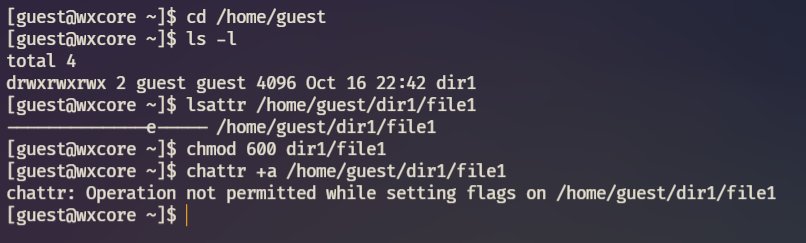 [guest@wxcore ~]$ cd /home/guest
[guest@wxcore ~]$ ls -l
total 4
drwxrwxrwx 2 guest guest 4096 Oct 16 22:42 dir1
[guest@wxcore ~]$ lsattr /home/guest/dir1/file1
--------------e------- /home/guest/dir1/file1
[guest@wxcore ~]$ chmod 600 dir1/file1
[guest@wxcore ~]$ chattr +a /home/guest/dir1/file1
chattr: Operation not permitted while setting flags on /home/guest/dir1/file1
[guest@wxcore ~]$